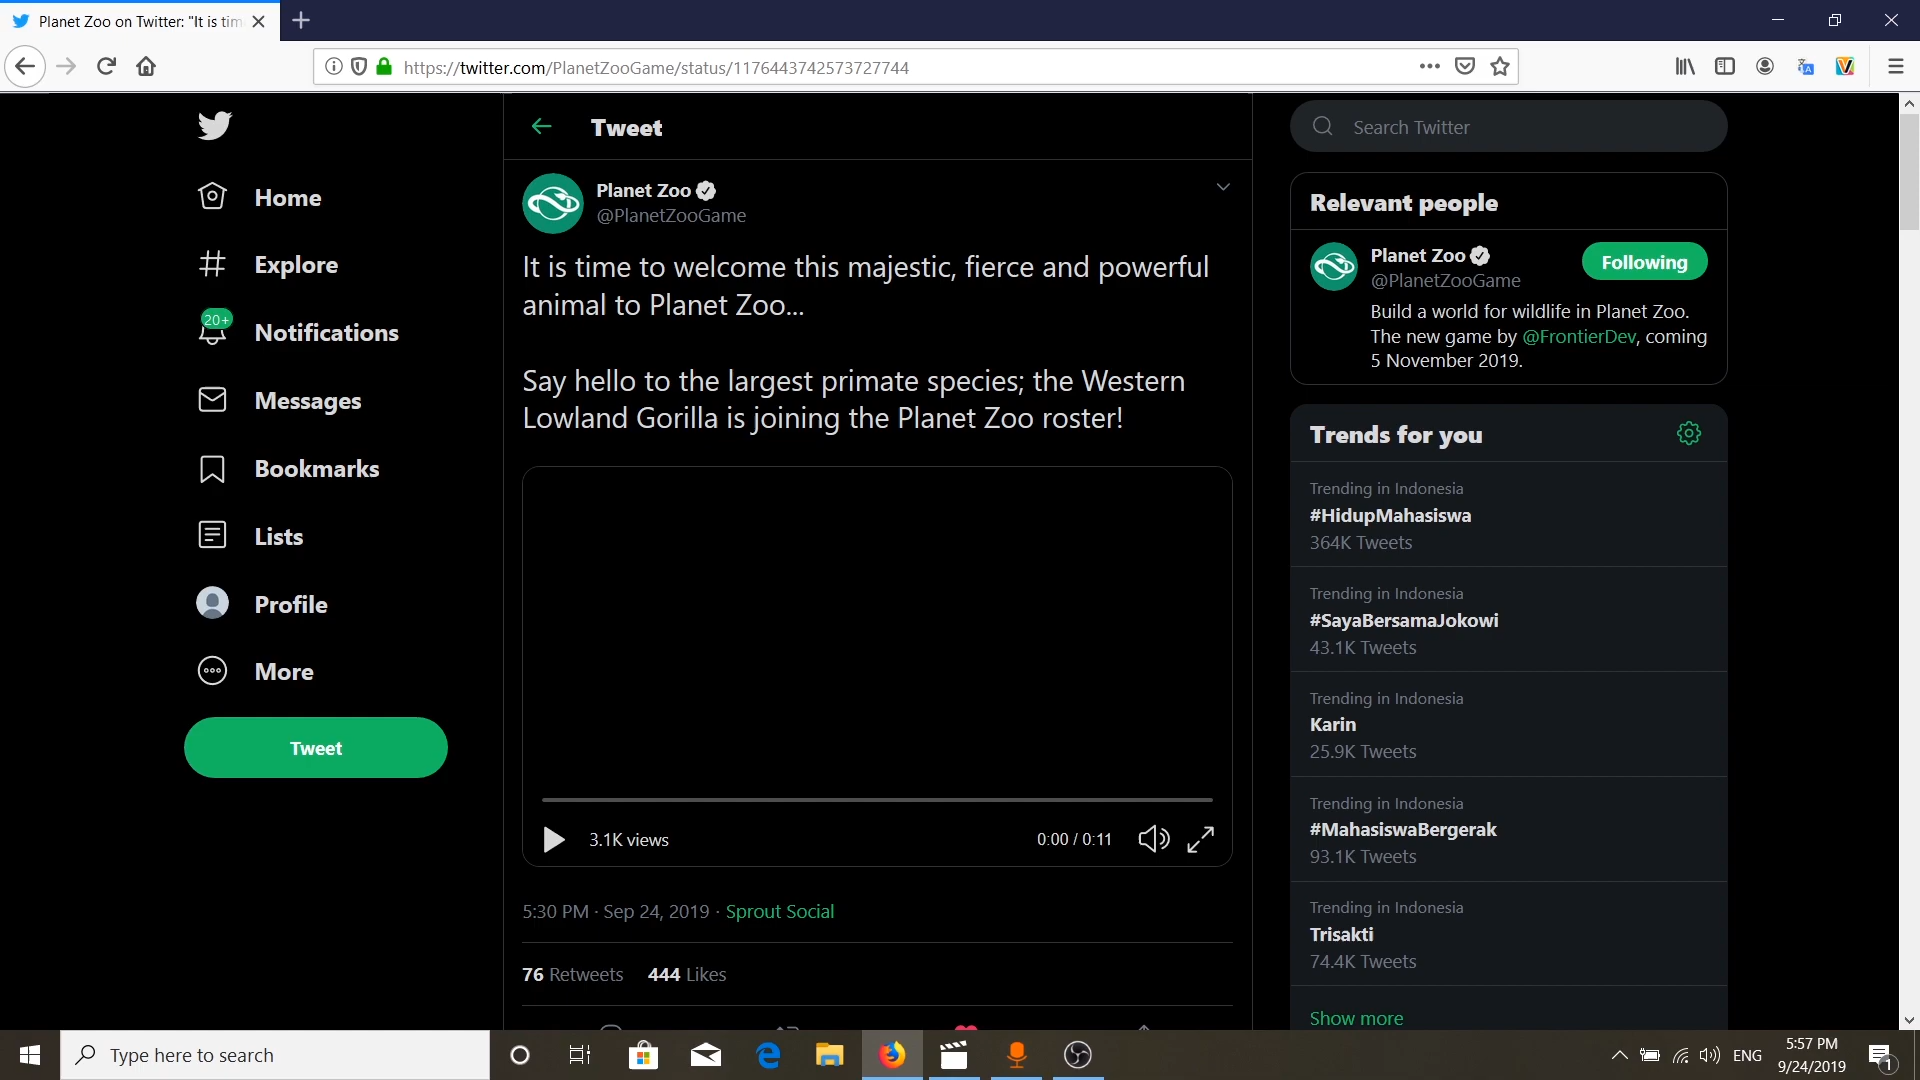 Planet Zoo on Twitter: "It is tim
https://twitter.com/PlanetZooGame/status/1176443742573727744
Home
Explore
20+
Notifications
Messages
Bookmarks
Lists
Profile
More
Tweet
Tweet
Planet Zoo
@PlanetZooGame
It is time to welcome this majestic, fierce and powerful
animal to Planet Zoo...
Say hello to the largest primate species; the Western
Lowland Gorilla is joining the Planet Zoo roster!
3.1K views
0:00 / 0:11
5:30 PM · Sep 24, 2019 · Sprout Social
76 Retweets 444 Likes
Search Twitter
Relevant people
Planet Zoo
@PlanetZooGame
Following
Build a world for wildlife in Planet Zoo.
The new game by @FrontierDev, coming
5 November 2019.
Trends for you
Trending in Indonesia
#HidupMahasiswa
364K Tweets
Trending in Indonesia
#SayaBersamaJokowi
43.1K Tweets
Trending in Indonesia
Karin
25.9K Tweets
Trending in Indonesia
#MahasiswaBergerak
93.1K Tweets
Trending in Indonesia
Trisakti
74.4K Tweets
Show more
Type here to search
ENG
5:57 PM
9/24/2019
1